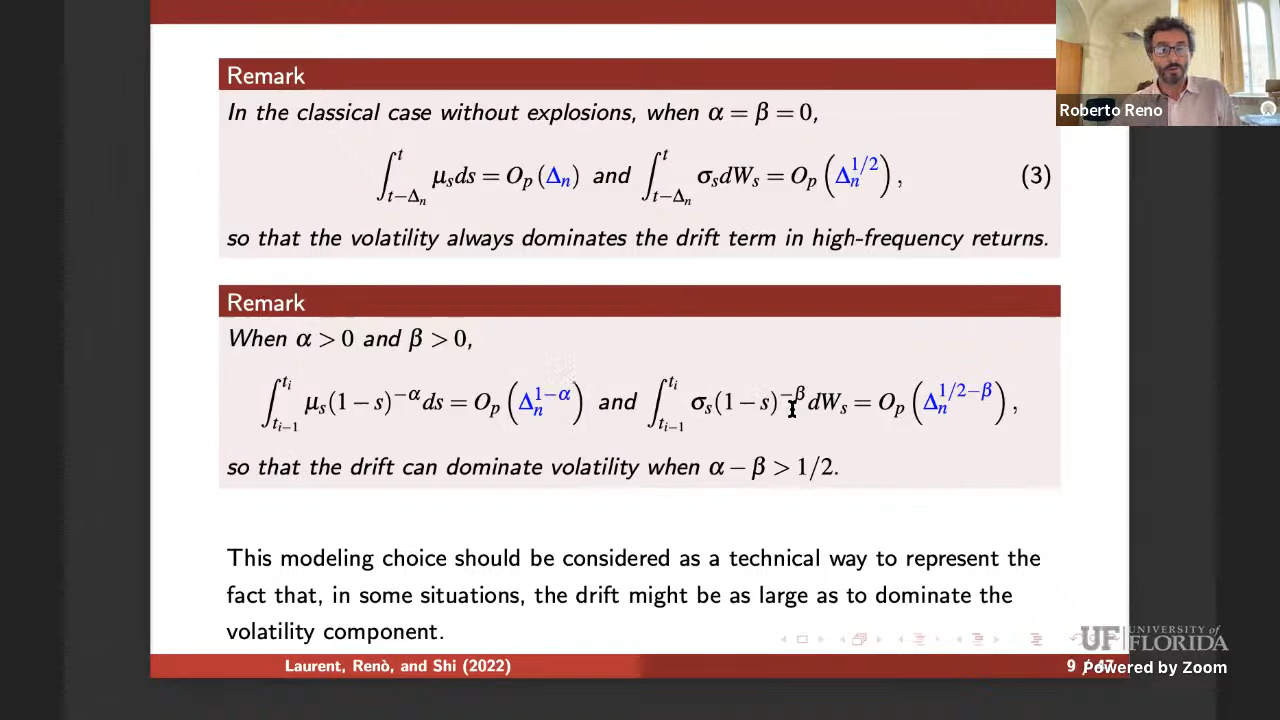 Remark
In the classical case without explosions, when α = β = 0,
∫_{t−Δ_n}^{t} μ_s ds = O_p (Δ_n) and ∫_{t−Δ_n}^{t} σ_s dW_s = O_p (Δ_n^{1/2}) , (3)
so that the volatility always dominates the drift term in high-frequency returns.
Remark
When α > 0 and β > 0,
∫_{t_{i−1}}^{t_i} μ_s (1 − s)^{−α} ds = O_p (Δ_n^{1−α}) and ∫_{t_{i−1}}^{t_i} σ_s (1 − s)^{−β} dW_s = O_p (Δ_n^{1/2−β}) ,
so that the drift can dominate volatility when α − β > 1/2.
This modeling choice should be considered as a technical way to represent the
fact that, in some situations, the drift might be as large as to dominate the
volatility component.
Laurent, Renò, and Shi (2022)
9 / 47
Roberto Reno
UF UNIVERSITY of
FLORIDA
Powered by Zoom